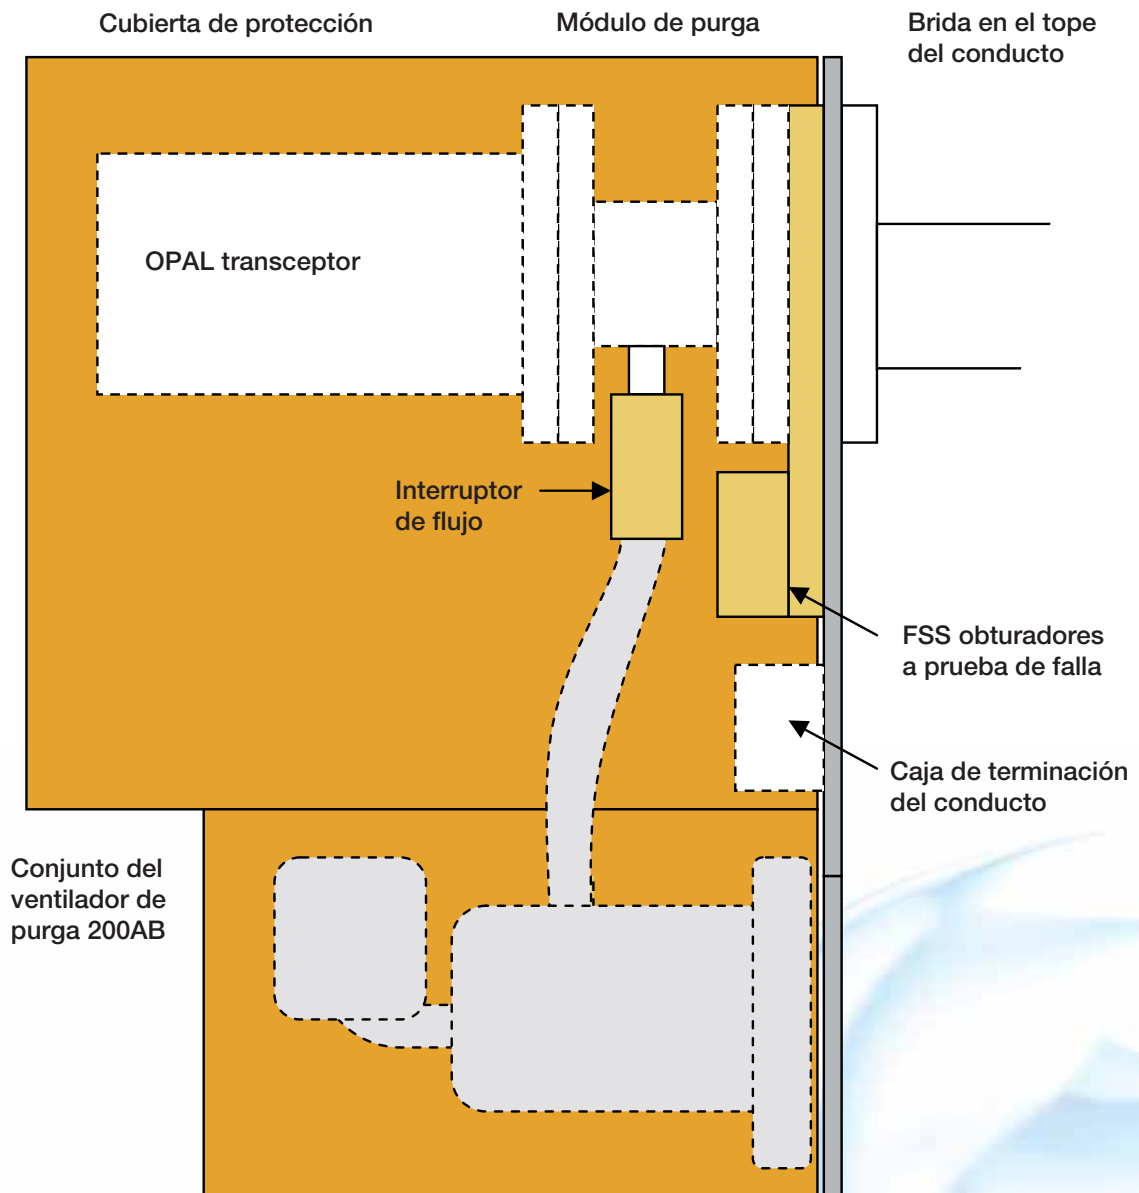 Cubierta de protección
Módulo de purga
Brida en el tope
del conducto
OPAL transceptor
Interruptor
de flujo
FSS obturadores
a prueba de falla
Caja de terminación
del conducto
Conjunto del
ventilador de
purga 200AB